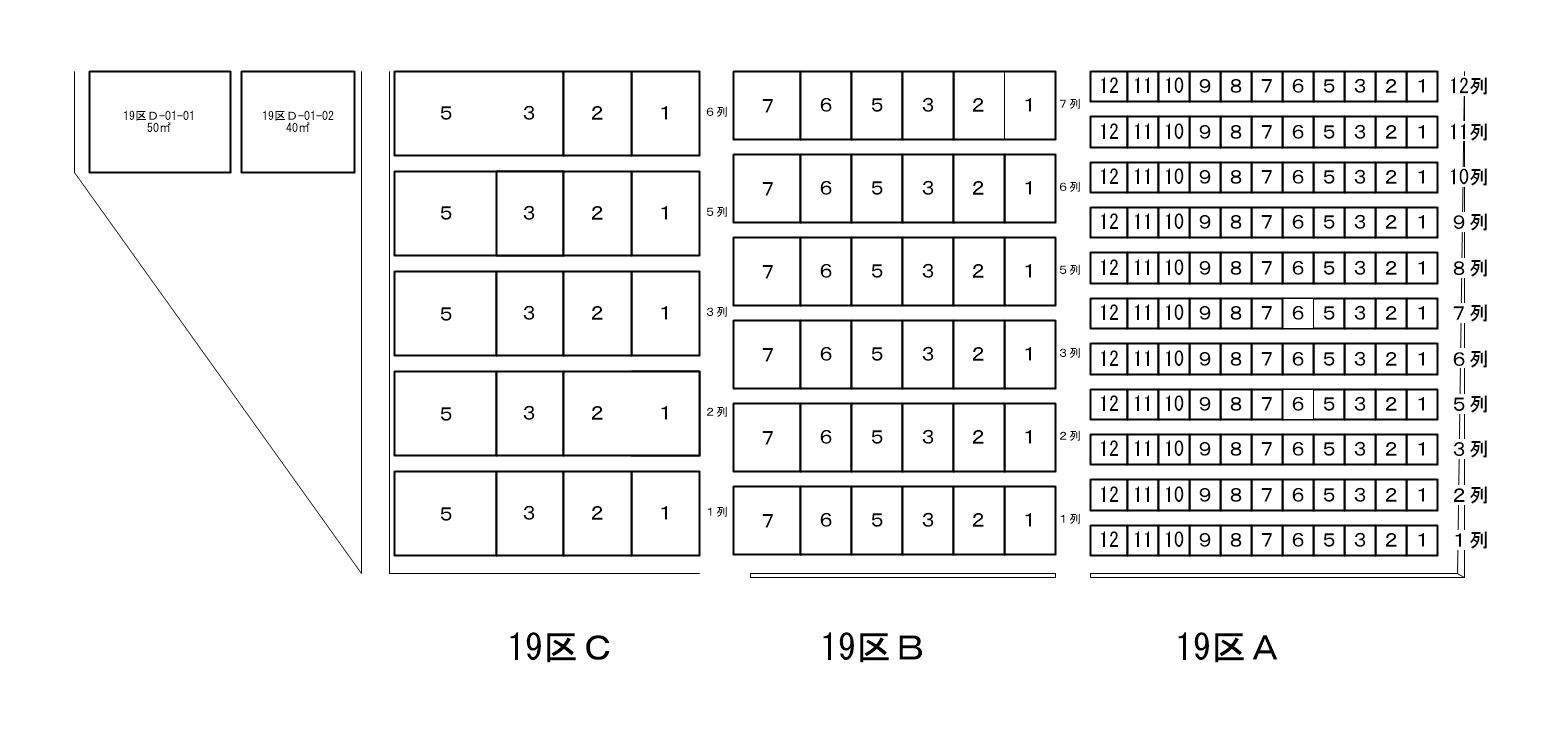 19区Ｄ-01-01
50㎡
19区Ｄ-01-02
40㎡
5 3 2 1 6列
5 3 2 1 5列
5 3 2 1 3列
5 3 2 1 2列
5 3 2 1 1列
7 6 5 3 2 1 7列
7 6 5 3 2 1 6列
7 6 5 3 2 1 5列
7 6 5 3 2 1 3列
7 6 5 3 2 1 2列
7 6 5 3 2 1 1列
12 11 10 9 8 7 6 5 3 2 1 12列
12 11 10 9 8 7 6 5 3 2 1 11列
12 11 10 9 8 7 6 5 3 2 1 10列
12 11 10 9 8 7 6 5 3 2 1 9列
12 11 10 9 8 7 6 5 3 2 1 8列
12 11 10 9 8 7 6 5 3 2 1 7列
12 11 10 9 8 7 6 5 3 2 1 6列
12 11 10 9 8 7 6 5 3 2 1 5列
12 11 10 9 8 7 6 5 3 2 1 3列
12 11 10 9 8 7 6 5 3 2 1 2列
12 11 10 9 8 7 6 5 3 2 1 1列
19区Ｃ
19区Ｂ
19区Ａ